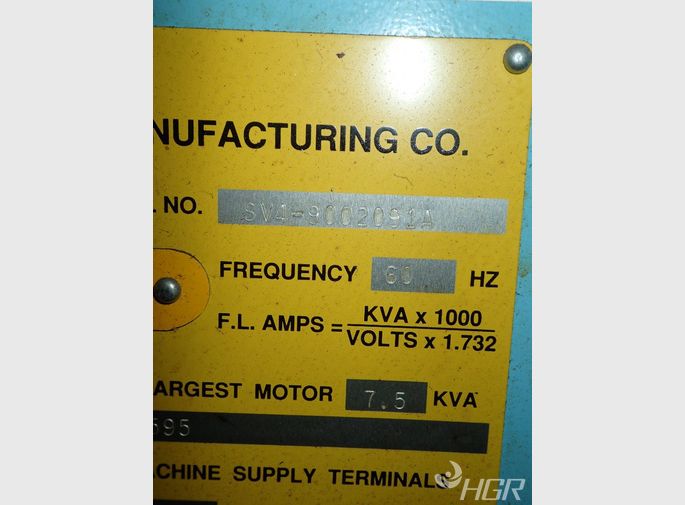 NUFACTURING CO.
. NO. SV4-9002091A
FREQUENCY 60 HZ
F.L. AMPS = KVA x 1000
VOLTS x 1.732
ARGEST MOTOR 7.5 KVA
595
ACHINE SUPPLY TERMINALS
HGR